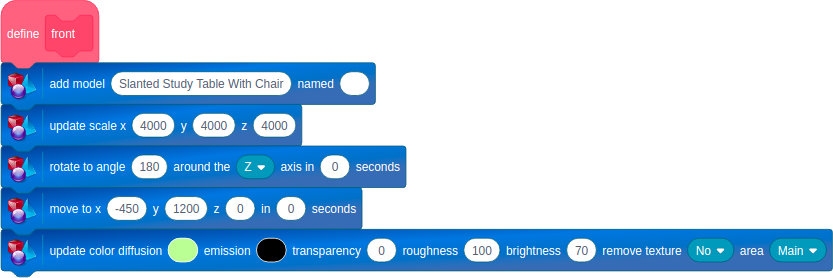 define front
add model Slanted Study Table With Chair named
update scale x 4000 y 4000 z 4000
rotate to angle 180 around the Z axis in 0 seconds
move to x -450 y 1200 z 0 in 0 seconds
update color diffusion emission transparency 0 roughness 100 brightness 70 remove texture No area Main